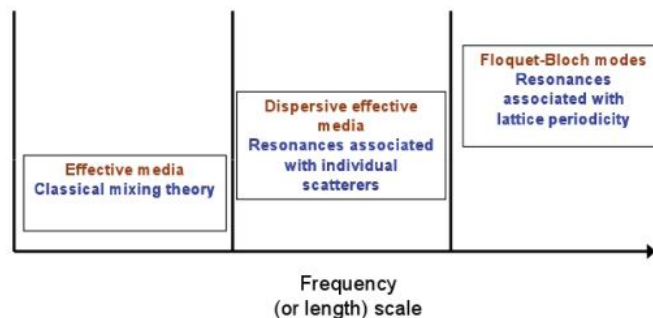 Effective media
Classical mixing theory
Dispersive effective
media
Resonances associated
with individual
scatterers
Floquet-Bloch modes
Resonances
associated with
lattice periodicity
Frequency
(or length) scale